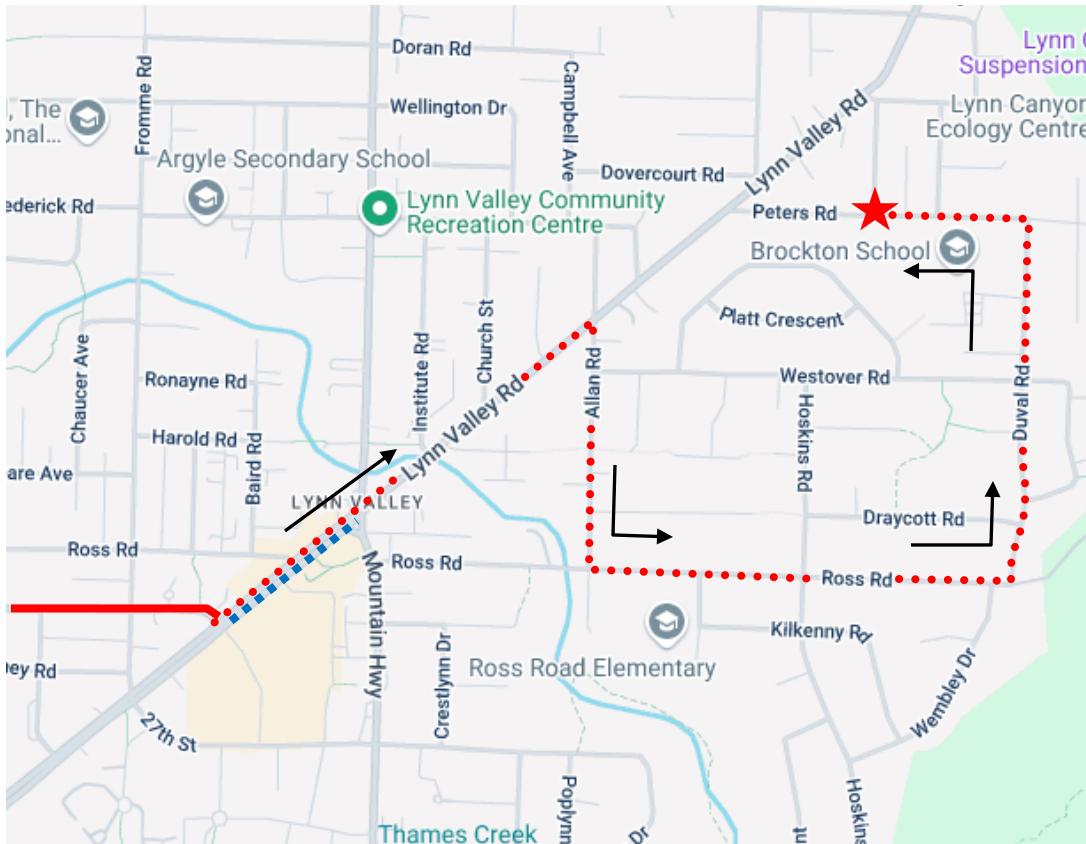 Doran Rd
Lynn C
Suspension
Fromme Rd
Campbell Ave
Wellington Dr
, The
onal...
Lynn Valley Rd
Lynn Canyon
Ecology Centre
Argyle Secondary School
Dovercourt Rd
Lynn Valley Community
Recreation Centre
ederick Rd
Peters Rd
Brockton School
Church St
Institute Rd
Platt Crescent
Chaucer Ave
Ronayne Rd
Allan Rd
Westover Rd
Duval Rd
Lynn Valley Rd
Hoskins Rd
Harold Rd
Baird Rd
are Ave
LYNN VALLEY
Draycott Rd
Ross Rd
Mountain Hwy
Ross Rd
Ross Rd
Kilkenny Rd
Ross Road Elementary
Crestlynn Dr
ey Rd
Wembley Dr
27th St
Poplynn
Dr
Hoskins
nt
Thames Creek